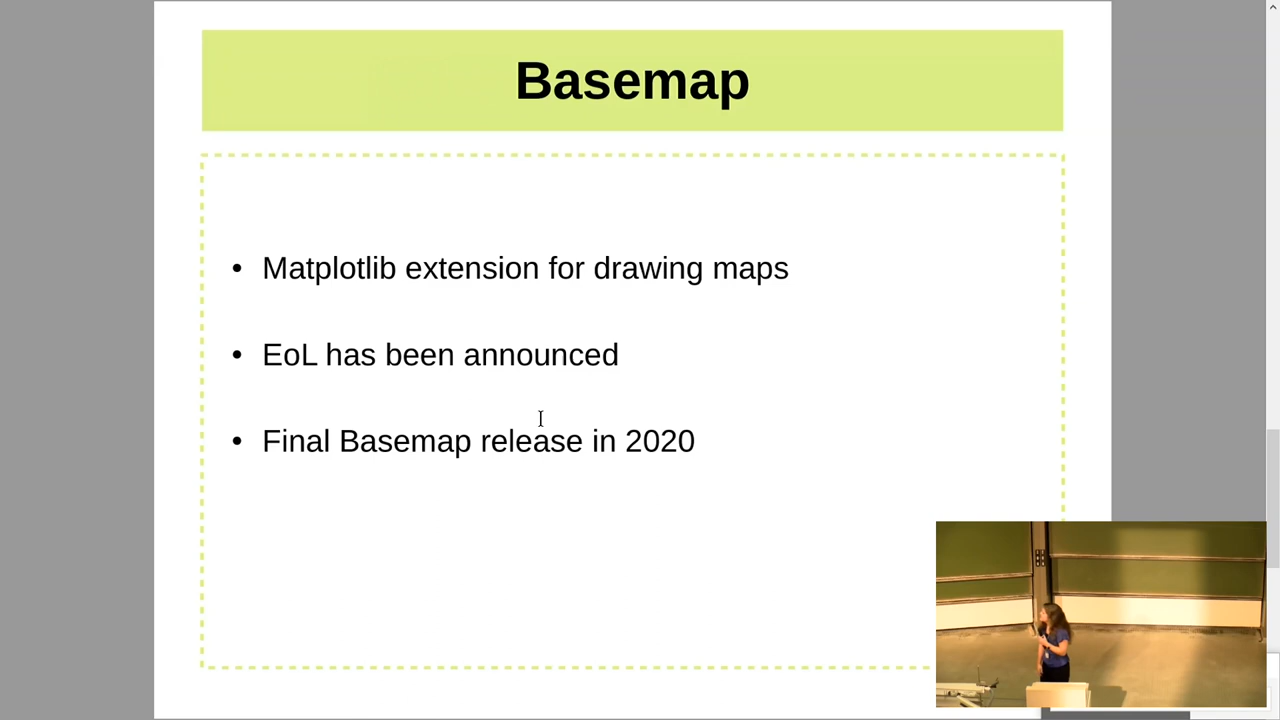 Basemap
• Matplotlib extension for drawing maps
• EoL has been announced
• Final Basemap release in 2020